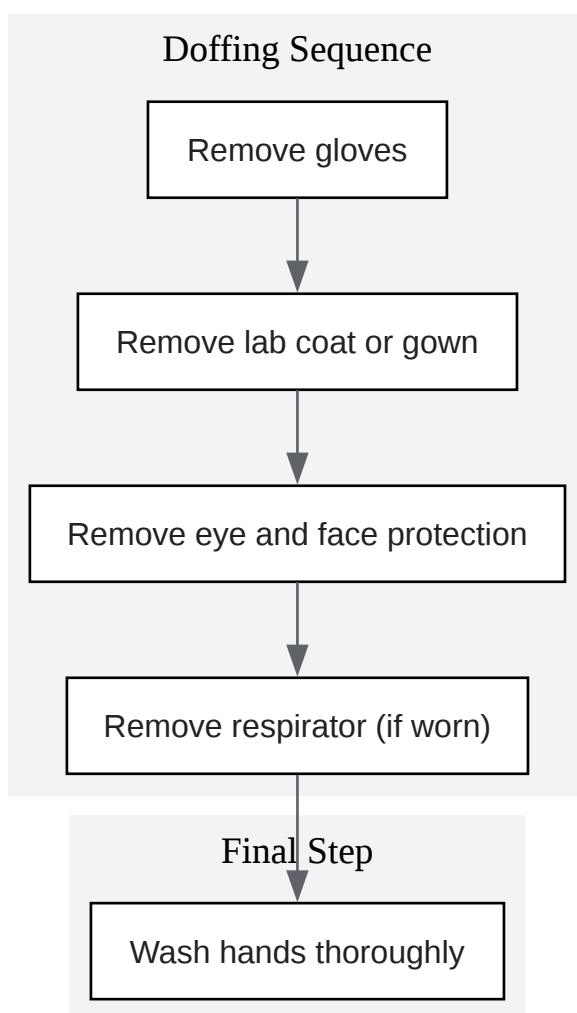 Doffing Sequence
Remove gloves
Remove lab coat or gown
Remove eye and face protection
Remove respirator (if worn)
Final Step
Wash hands thoroughly